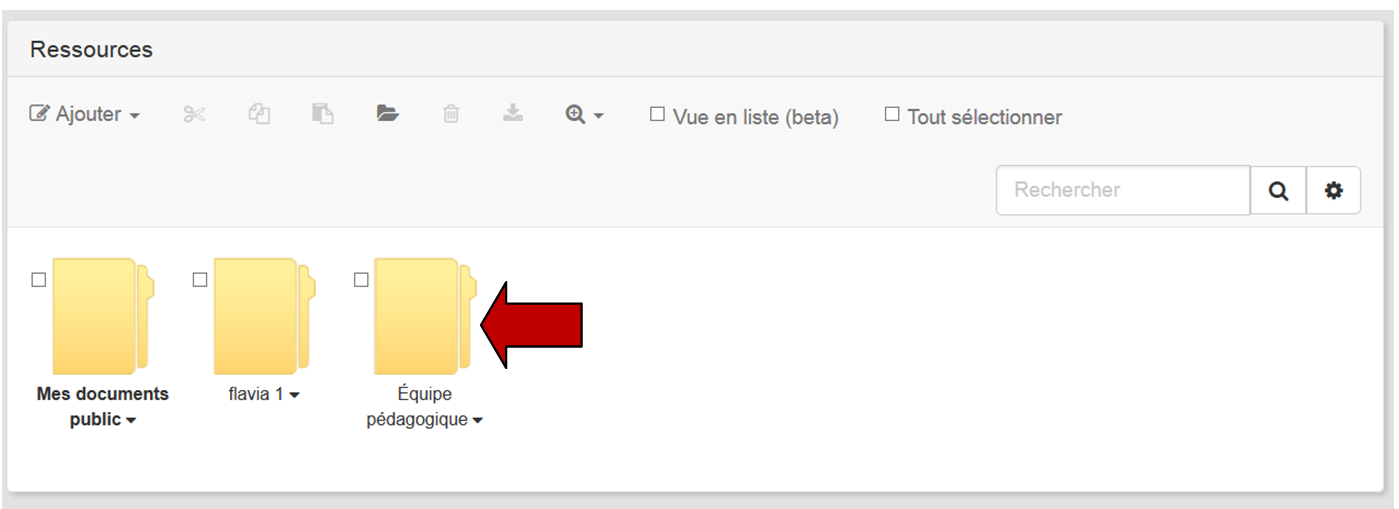 Ressources
Ajouter
Vue en liste (beta)
Tout sélectionner
Rechercher
Mes documents
public
flavia 1
Équipe
pédagogique